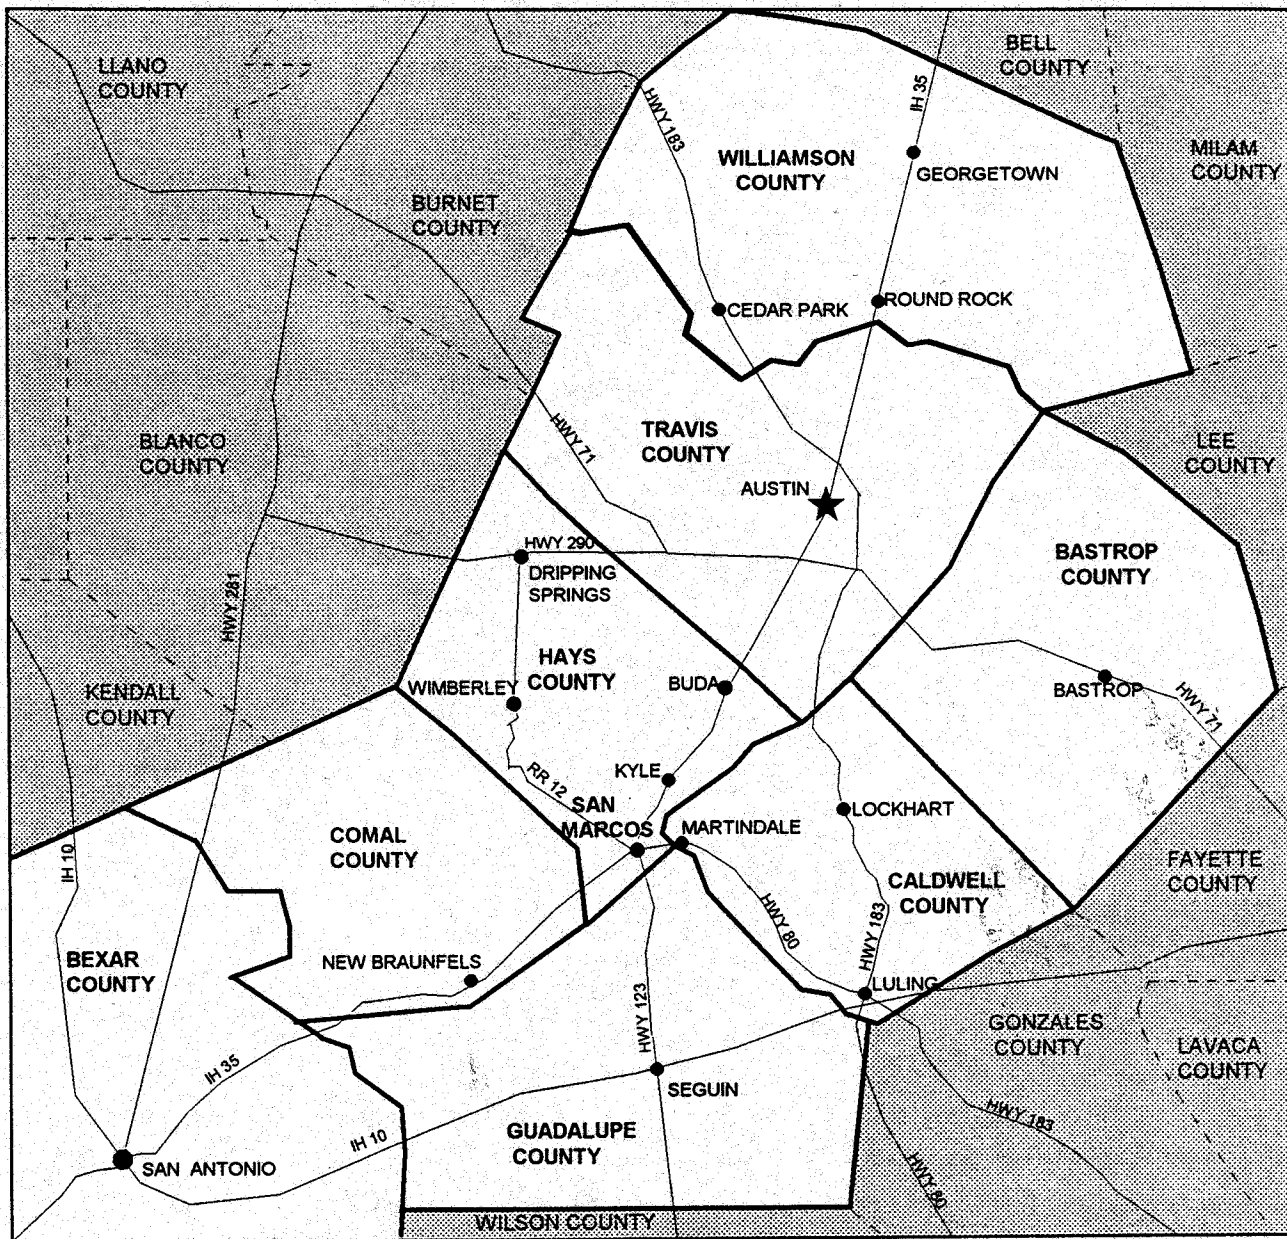 LLANO
COUNTY
BELL
COUNTY
HWY 183
IH 35
WILLIAMSON
COUNTY
GEORGETOWN
MILAM
COUNTY
BURNET
COUNTY
CEDAR PARK
ROUND ROCK
BLANCO
COUNTY
HWY 71
TRAVIS
COUNTY
LEE
COUNTY
AUSTIN
HWY 290
DRIPPING
SPRINGS
BASTROP
COUNTY
HWY 281
HAYS
COUNTY
WIMBERLEY
BUDA
BASTROP
HWY 71
KENDALL
COUNTY
KYLE
RR 12
SAN
MARCOS
MARTINDALE
LOCKHART
COMAL
COUNTY
IH 10
FAYETTE
COUNTY
CALDWELL
COUNTY
HWY 80
HWY 183
BEXAR
COUNTY
NEW BRAUNFELS
LULING
HWY 123
GONZALES
COUNTY
LAVACA
COUNTY
IH 35
SEGUIN
HWY 183
GUADALUPE
COUNTY
IH 10
SAN ANTONIO
HWY 80
WILSON COUNTY